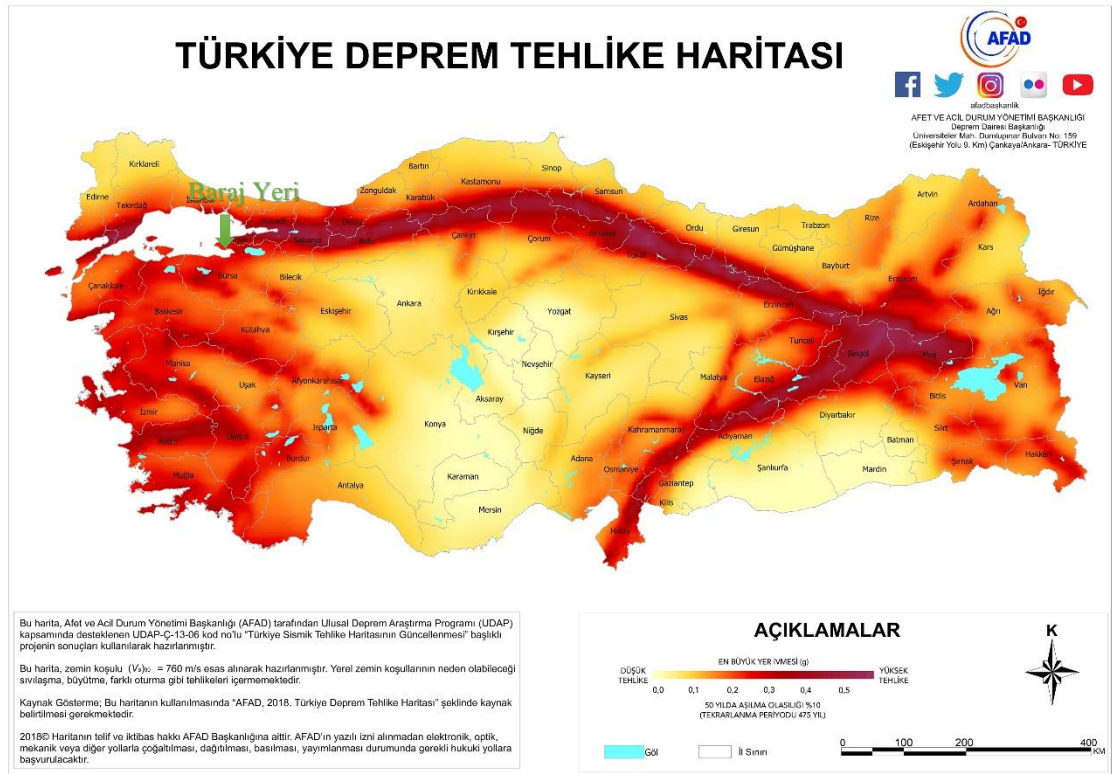 TÜRKİYE DEPREM TEHLİKE HARİTASI
AFAD
afadbaskanlik
AFET VE ACİL DURUM YÖNETİMİ BAŞKANLIĞI
Deprem Dairesi Başkanlığı
Üniversiteler Mah. Dumlupınar Bulvarı No: 159
(Eskişehir Yolu 9. Km) Çankaya/Ankara- TÜRKİYE
Baraj Yeri
Kırklareli
Edirne
Tekirdağ
Bartın
Zonguldak
Karabük
Kastamonu
Sinop
Samsun
Ordu
Giresun
Trabzon
Rize
Artvin
Ardahan
Kars
Gümüşhane
Bayburt
Erzurum
Iğdır
Ağrı
Çankırı
Çorum
Tokat
Sakarya
Bolu
Bursa
Bilecik
Çanakkale
Balıkesir
Kütahya
Eskişehir
Ankara
Kırıkkale
Yozgat
Kırşehir
Sivas
Erzincan
Tunceli
Bingöl
Muş
Manisa
Uşak
Afyonkarahisar
Nevşehir
Kayseri
Malatya
Elazığ
Bitlis
Van
İzmir
Aydın
Denizli
Isparta
Burdur
Konya
Aksaray
Niğde
Kahramanmaraş
Adıyaman
Diyarbakır
Batman
Siirt
Şırnak
Hakkari
Muğla
Antalya
Karaman
Mersin
Adana
Osmaniye
Gaziantep
Kilis
Hatay
Şanlıurfa
Mardin
Bu harita, Afet ve Acil Durum Yönetimi Başkanlığı (AFAD) tarafından Ulusal Deprem Araştırma Programı (UDAP)
kapsamında desteklenen UDAP-Ç-13-06 kod no'lu "Türkiye Sismik Tehlike Haritasının Güncellenmesi" başlıklı
projenin sonuçları kullanılarak hazırlanmıştır.
Bu harita, zemin koşulu (Vs)30 = 760 m/s esas alınarak hazırlanmıştır. Yerel zemin koşullarının neden olabileceği
sıvılaşma, büyütme, farklı oturma gibi tehlikeleri içermemektedir.
Kaynak Gösterme; Bu haritanın kullanılmasında "AFAD, 2018. Türkiye Deprem Tehlike Haritası" şeklinde kaynak
belirtilmesi gerekmektedir.
2018© Haritanın telif ve iktibas hakkı AFAD Başkanlığına aittir. AFAD'ın yazılı izni alınmadan elektronik, optik,
mekanik veya diğer yollarla çoğaltılması, dağıtılması, basılması, yayımlanması durumunda gerekli hukuki yollara
başvurulacaktır.
AÇIKLAMALAR
EN BÜYÜK YER İVMESİ (g)
DÜŞÜK
TEHLİKE
YÜKSEK
TEHLİKE
0,0 0,1 0,2 0,3 0,4 0,5
50 YILDA AŞILMA OLASILIĞI %10
(TEKRARLANMA PERİYODU 475 YIL)
Göl
İl Sınırı
K
0 100 200 400
KM